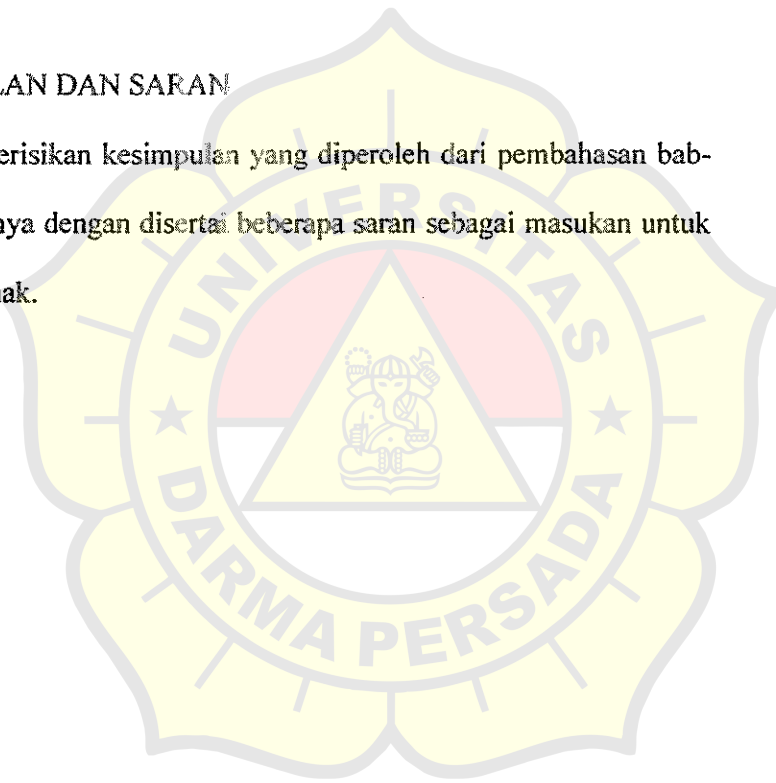 LAN DAN SARAN
erisikan kesimpulan yang diperoleh dari pembahasan bab-
nya dengan disertai beberapa saran sebagai masukan untuk
ak.
UNIVERSITAS
DARMA PERSADA